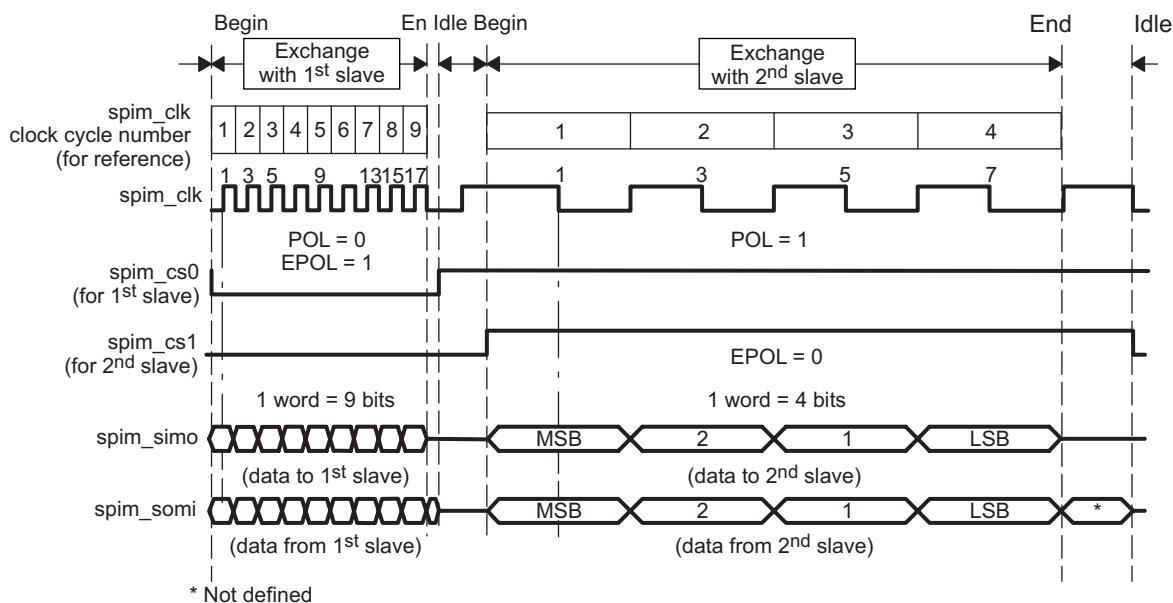 Begin En Idle Begin End Idle
Exchange with 1st slave
Exchange with 2nd slave
spim_clk
clock cycle number
(for reference)
1 2 3 4 5 6 7 8 9 1 2 3 4
1 3 5 9 13 15 17 1 3 5 7
spim_clk
POL = 0 POL = 1
EPOL = 1
spim_cs0
(for 1st slave)
spim_cs1
(for 2nd slave)
EPOL = 0
1 word = 9 bits 1 word = 4 bits
spim_simo MSB 2 1 LSB
(data to 1st slave) (data to 2nd slave)
spim_somi MSB 2 1 LSB *
(data from 1st slave) (data from 2nd slave)
* Not defined